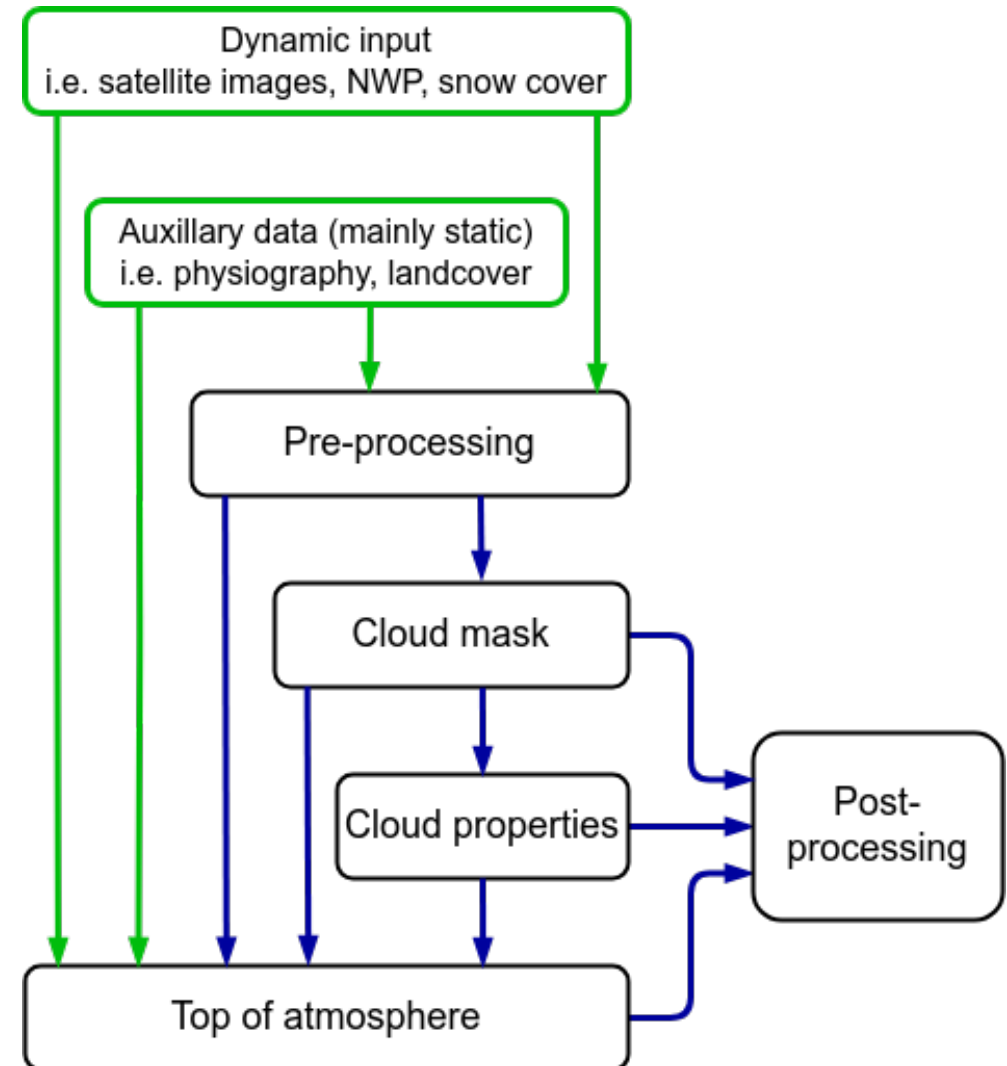 Dynamic input
i.e. satellite images, NWP, snow cover
Auxillary data (mainly static)
i.e. physiography, landcover
Pre-processing
Cloud mask
Cloud properties
Post-
processing
Top of atmosphere